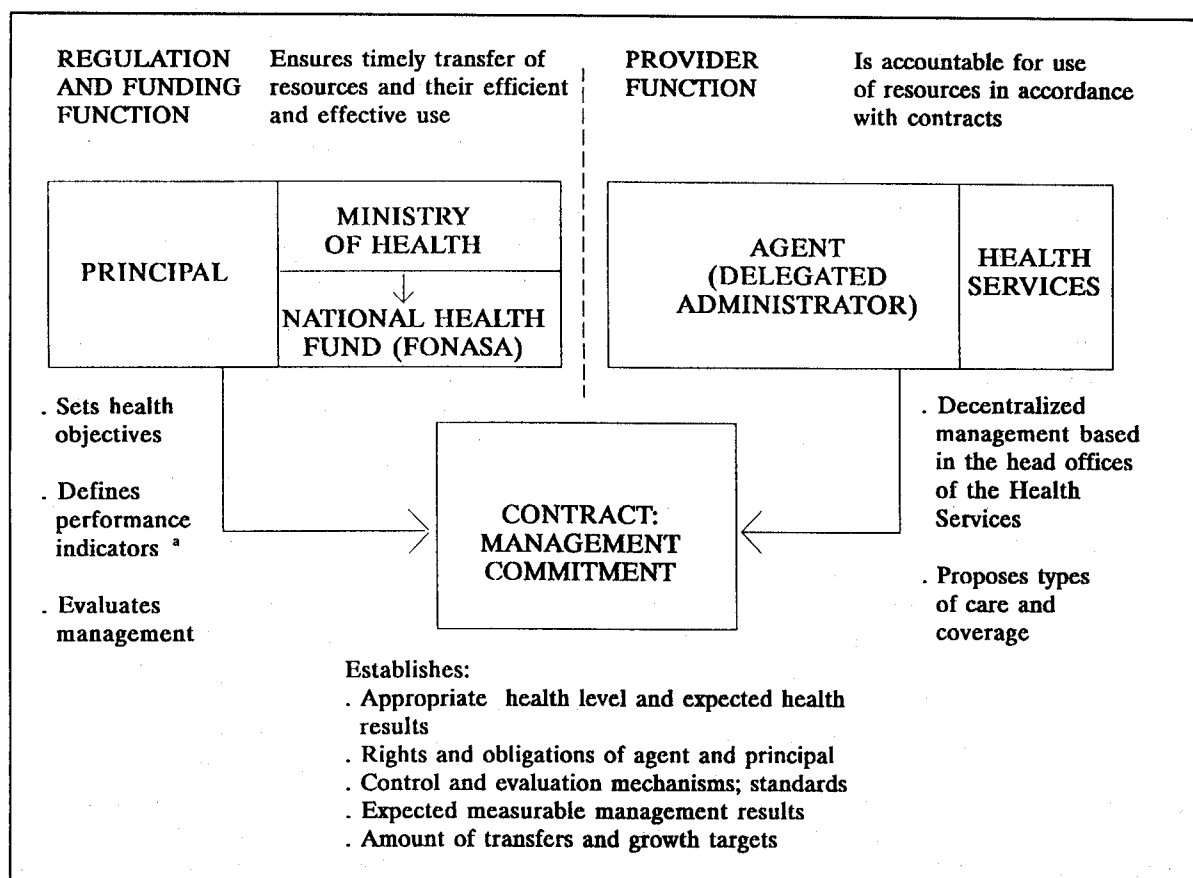 REGULATION
AND FUNDING
FUNCTION
Ensures timely transfer of
resources and their efficient
and effective use
PROVIDER
FUNCTION
Is accountable for use
of resources in accordance
with contracts
PRINCIPAL
MINISTRY
OF HEALTH
NATIONAL HEALTH
FUND (FONASA)
AGENT
(DELEGATED
ADMINISTRATOR)
HEALTH
SERVICES
. Sets health
objectives
. Defines
performance
indicators ᵃ
. Evaluates
management
CONTRACT:
MANAGEMENT
COMMITMENT
. Decentralized
management based
in the head offices
of the Health
Services
. Proposes types
of care and
coverage
Establishes:
. Appropriate health level and expected health
results
. Rights and obligations of agent and principal
. Control and evaluation mechanisms; standards
. Expected measurable management results
. Amount of transfers and growth targets